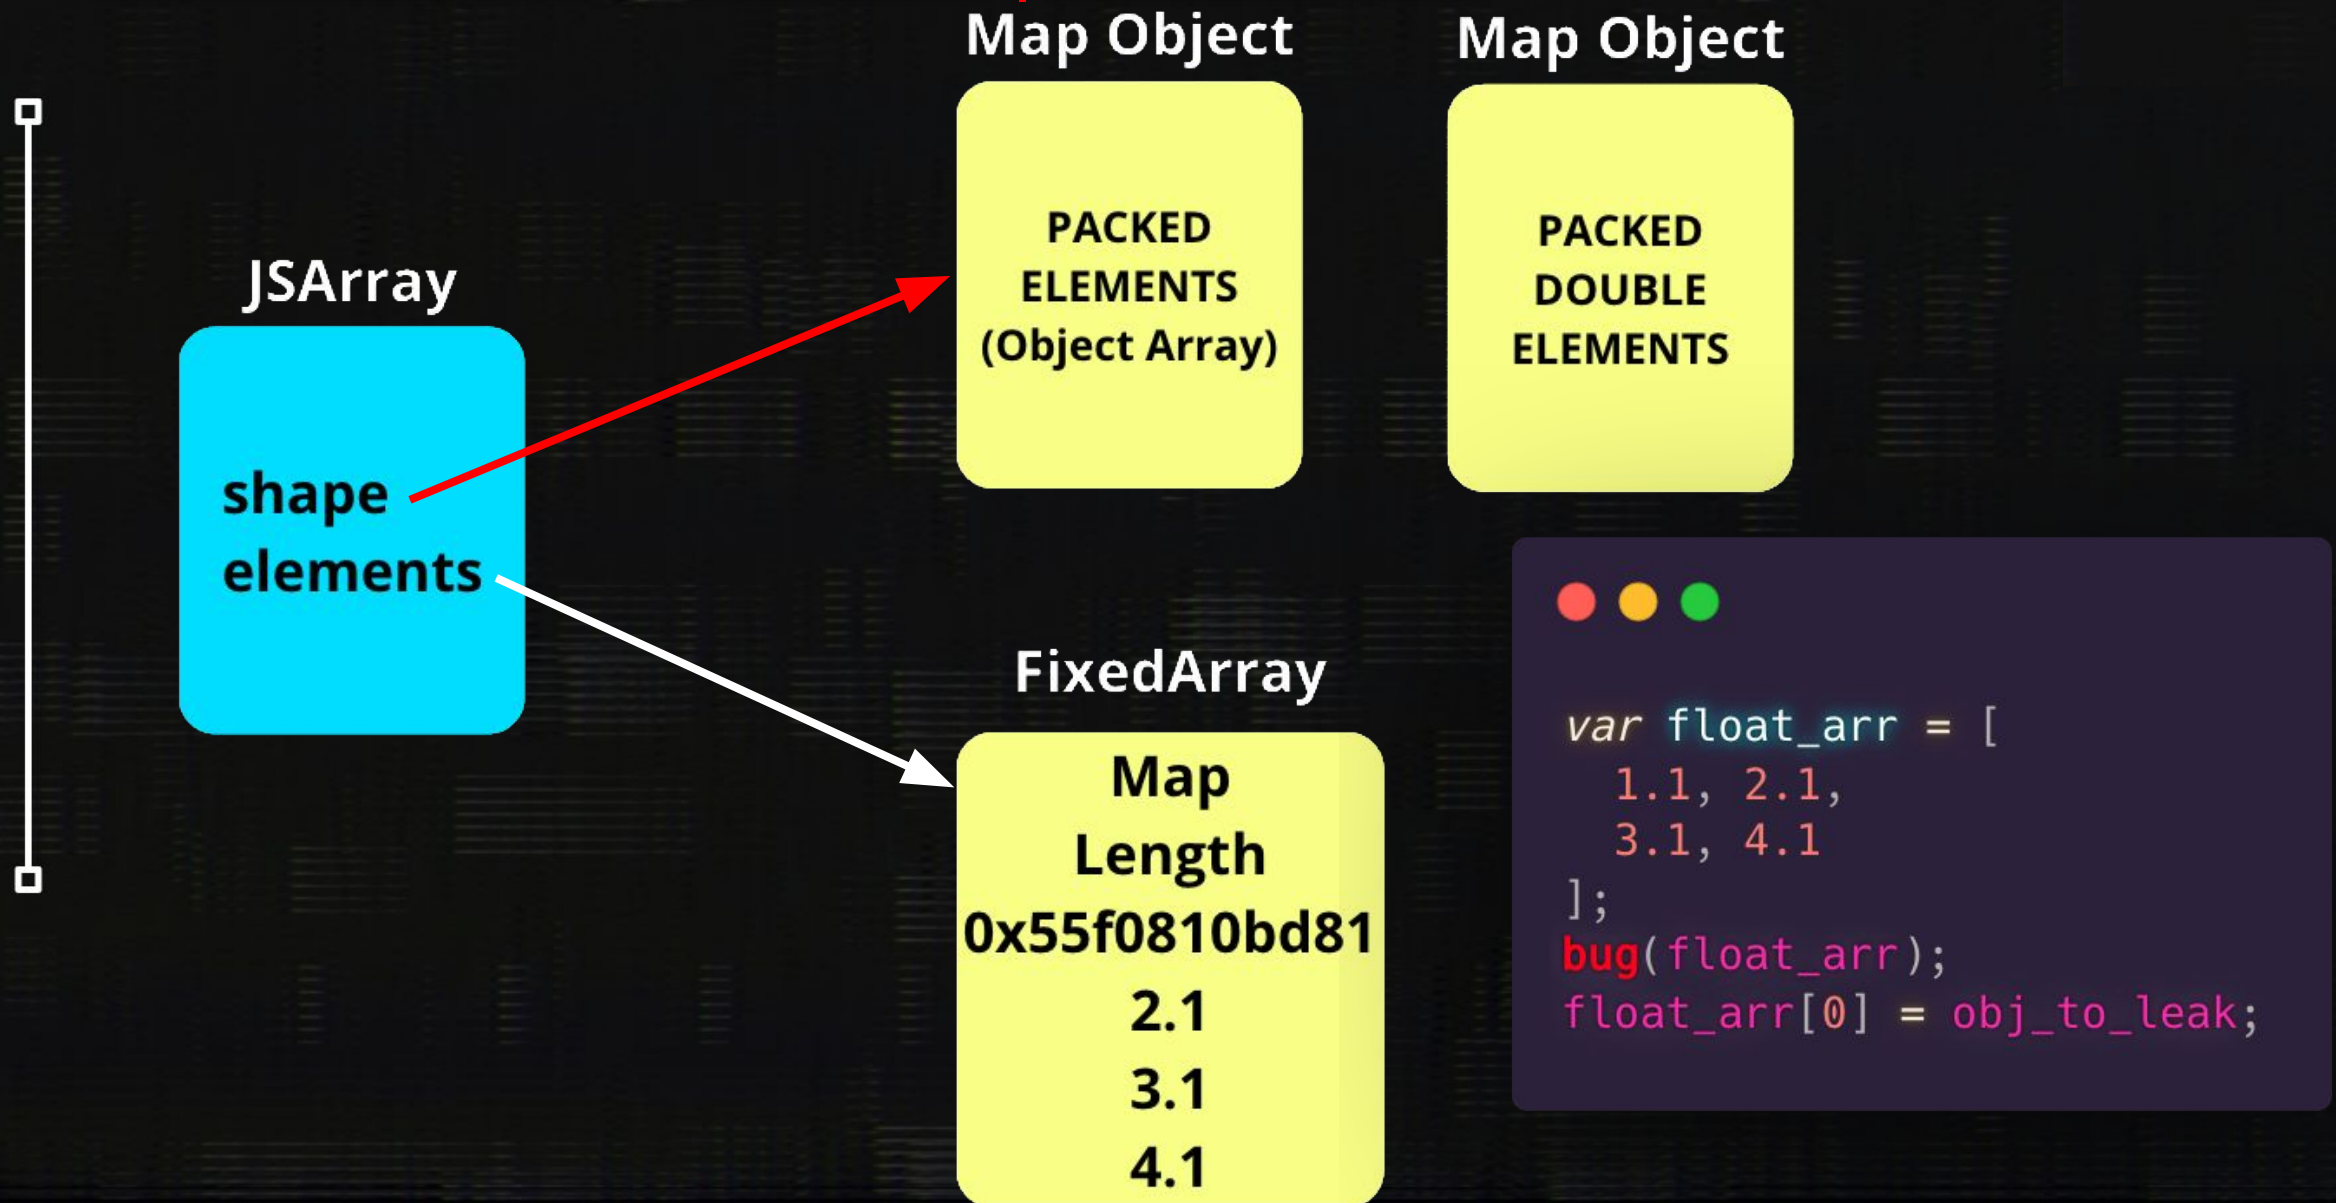 Map Object
PACKED
ELEMENTS
(Object Array)
Map Object
PACKED
DOUBLE
ELEMENTS
JSArray
shape
elements
FixedArray
Map
Length
0x55f0810bd81
2.1
3.1
4.1
var float_arr = [
1.1, 2.1,
3.1, 4.1
];
bug(float_arr);
float_arr[0] = obj_to_leak;